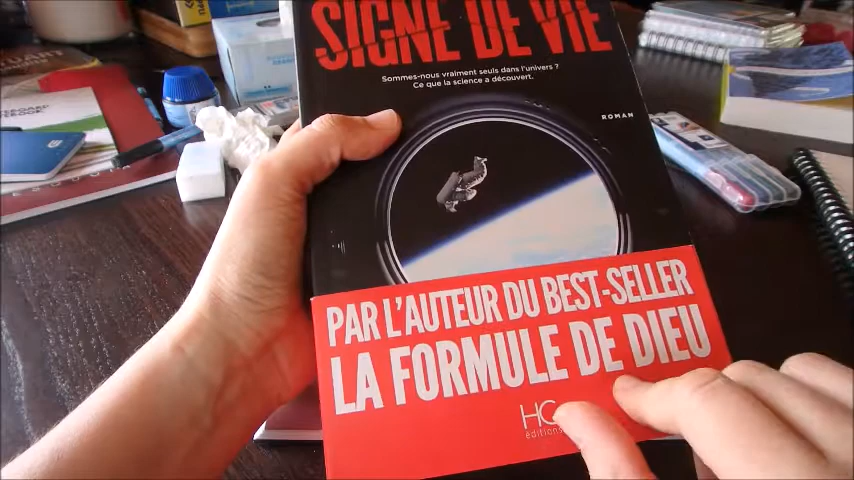 SIGNE DE VIE
Sommes-nous vraiment seuls dans l'univers ?
Ce que la science a découvert.
ROMAN
PAR L'AUTEUR DU BEST-SELLER
LA FORMULE DE DIEU
HC
éditions